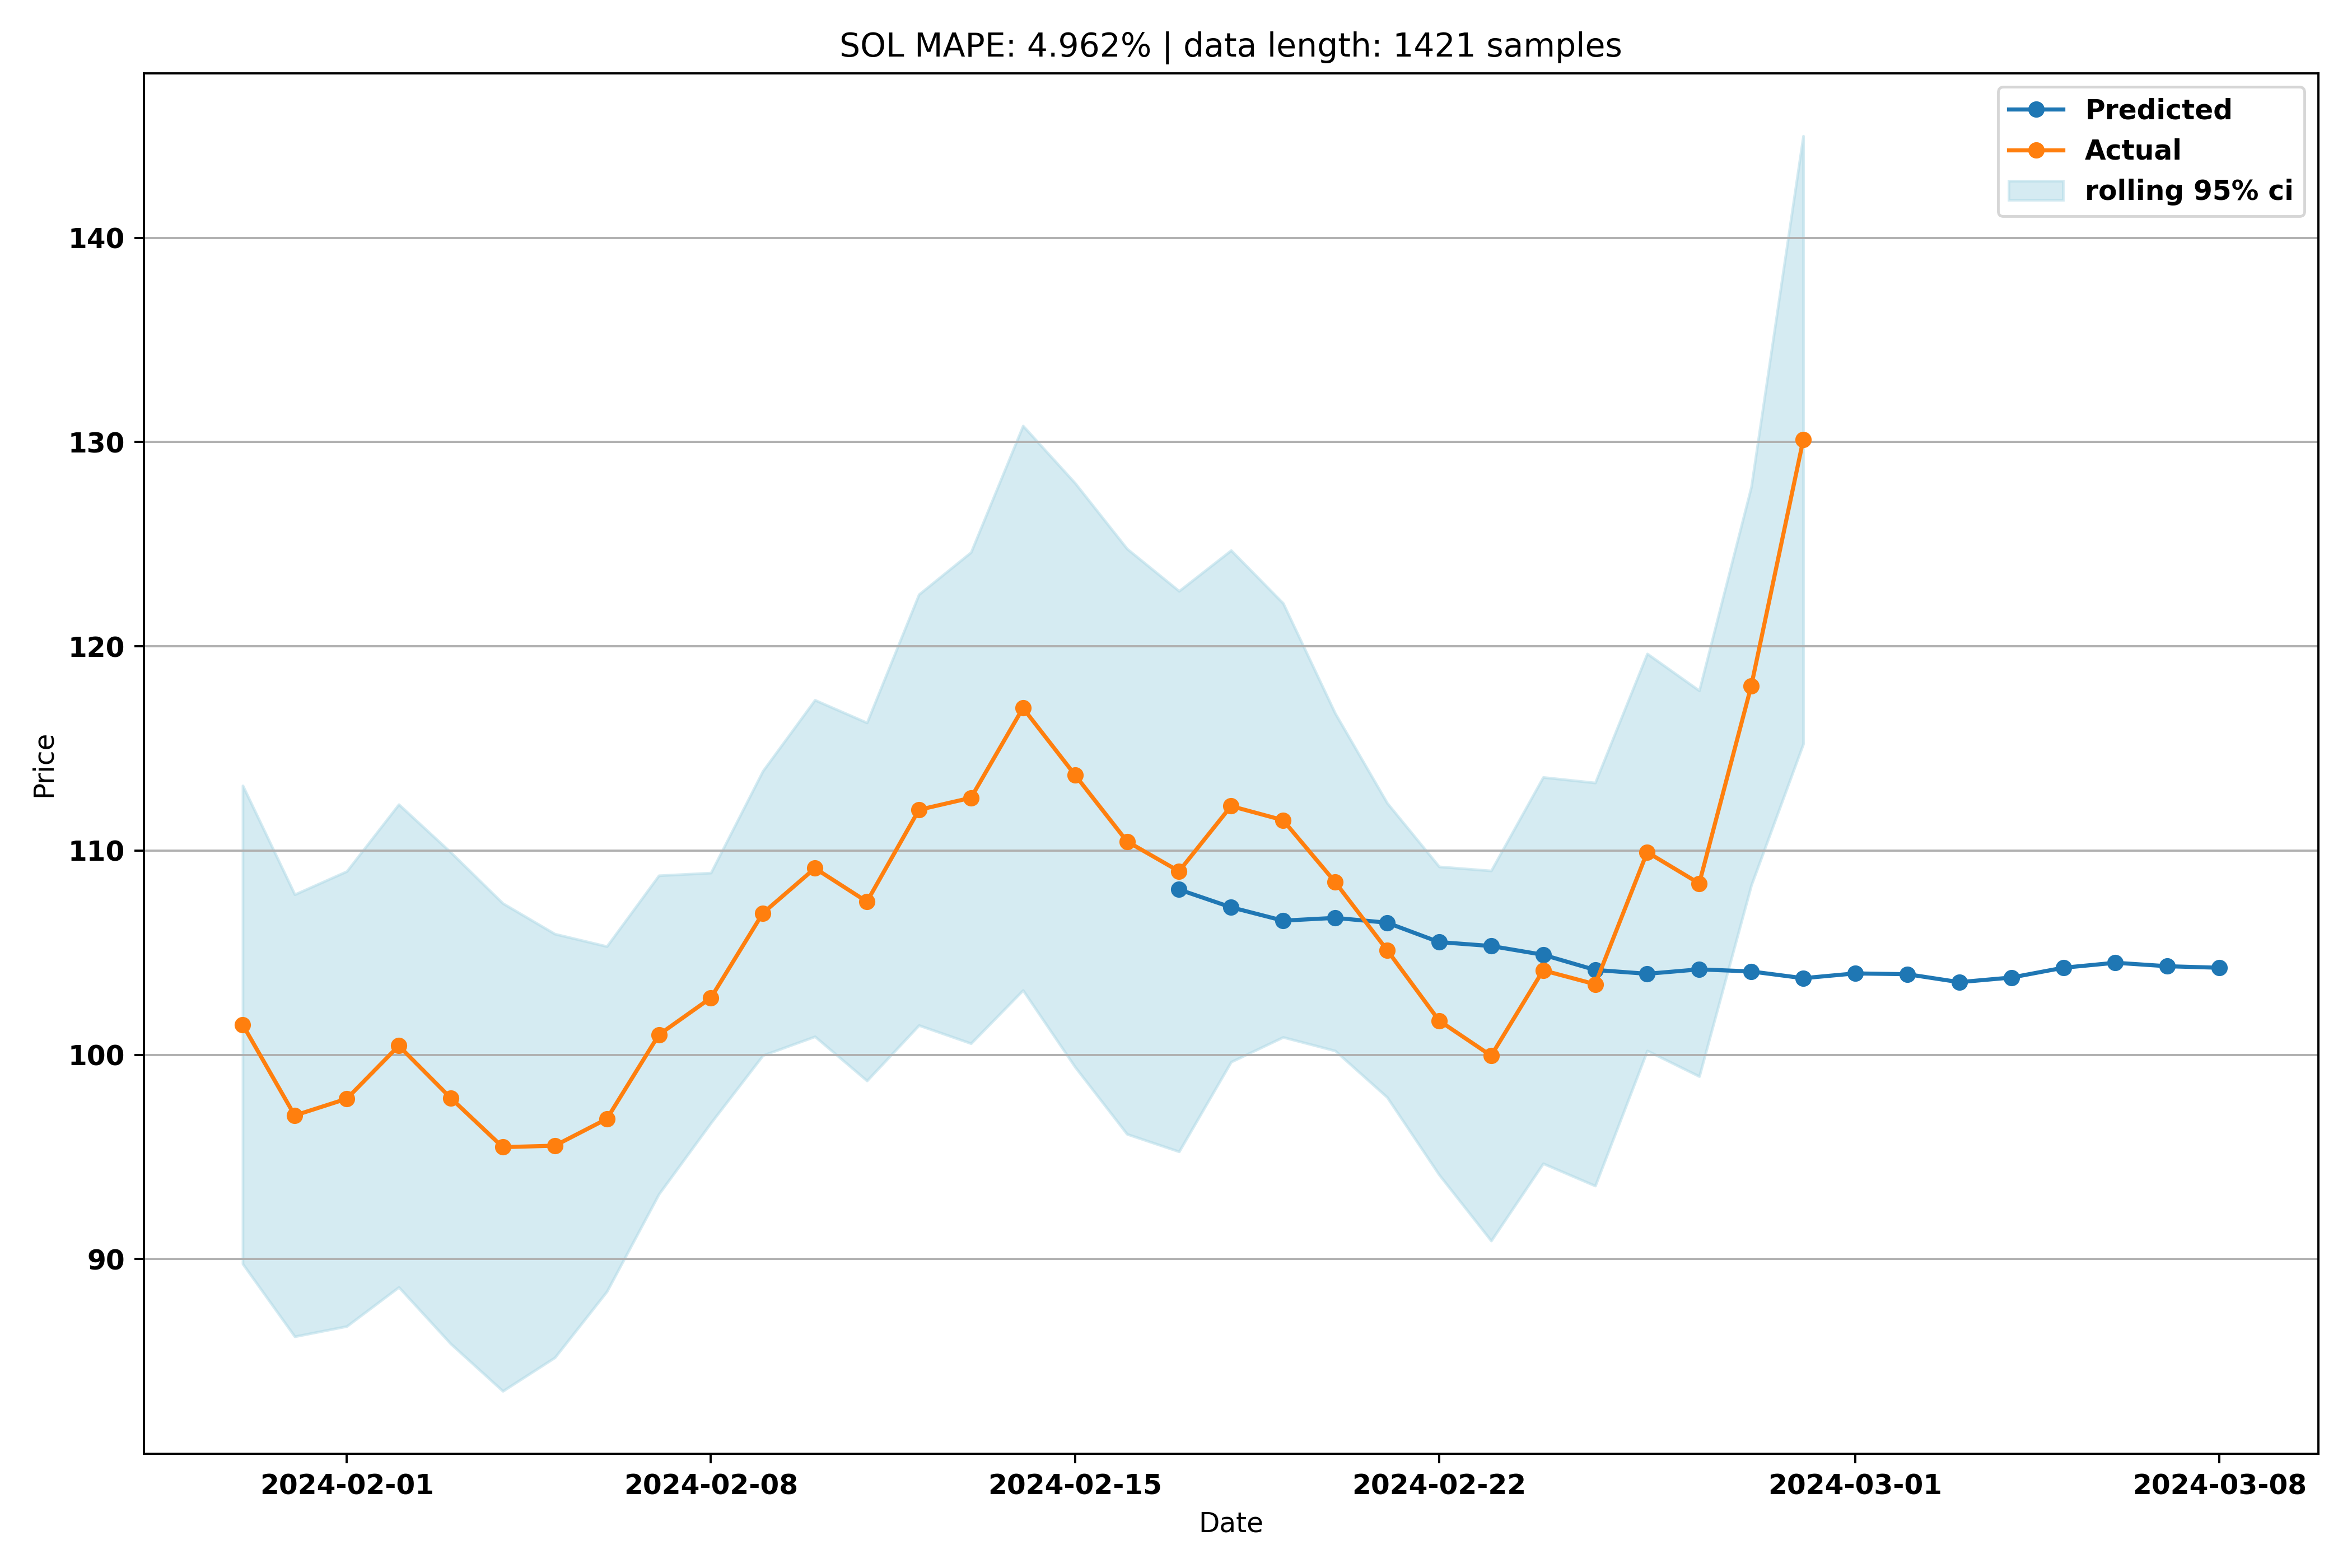 SOL MAPE: 4.962% | data length: 1421 samples
Predicted
Actual
rolling 95% ci
Price
140
130
120
110
100
90
2024-02-01
2024-02-08
2024-02-15
2024-02-22
2024-03-01
2024-03-08
Date